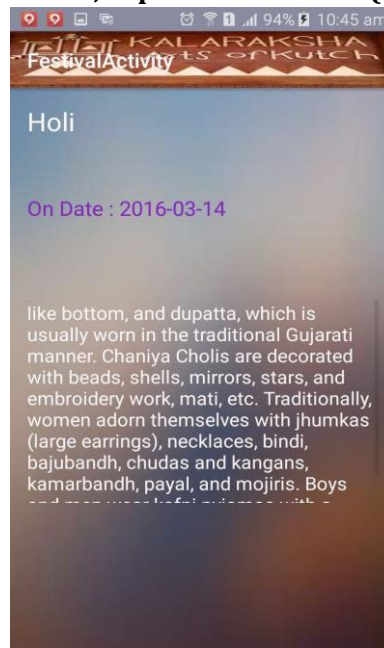 94% 10:45 am
KALARAKSHA
Arts of Kutch
FestivalActivity
Holi
On Date : 2016-03-14
like bottom, and dupatta, which is
usually worn in the traditional Gujarati
manner. Chaniya Cholis are decorated
with beads, shells, mirrors, stars, and
embroidery work, mati, etc. Traditionally,
women adorn themselves with jhumkas
(large earrings), necklaces, bindi,
bajubandh, chudas and kangans,
kamarbandh, payal, and mojiris. Boys